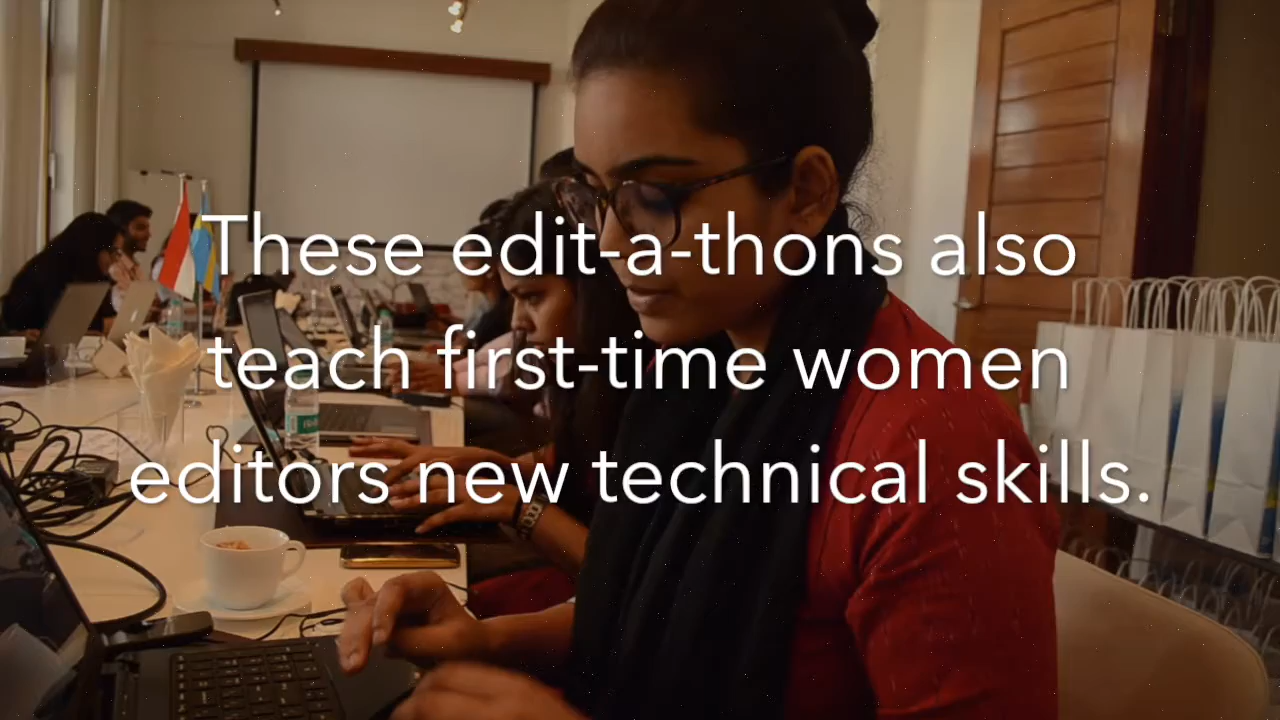 These edit-a-thons also
teach first-time women
editors new technical skills.